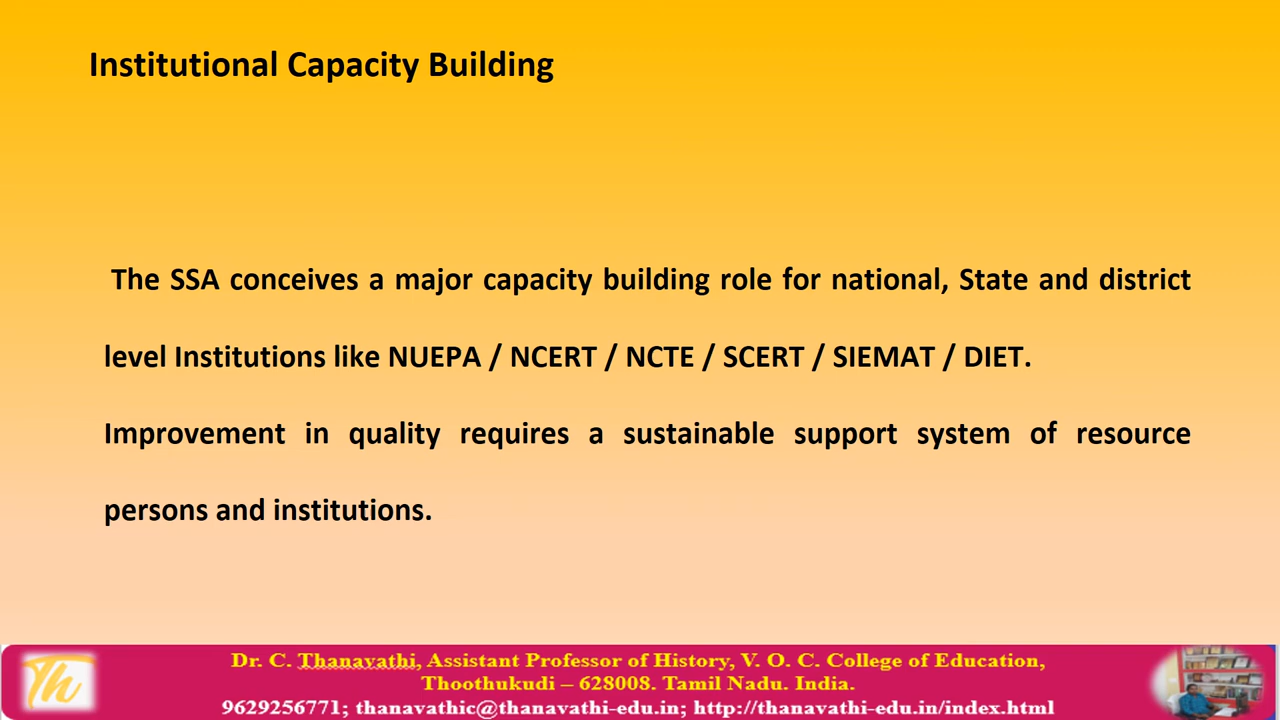 Institutional Capacity Building
The SSA conceives a major capacity building role for national, State and district
level Institutions like NUEPA / NCERT / NCTE / SCERT / SIEMAT / DIET.
Improvement in quality requires a sustainable support system of resource
persons and institutions.
Th
Dr. C. Thanavathi, Assistant Professor of History, V. O. C. College of Education,
Thoothukudi – 628008. Tamil Nadu. India.
9629256771; thanavathic@thanavathi-edu.in; http://thanavathi-edu.in/index.html